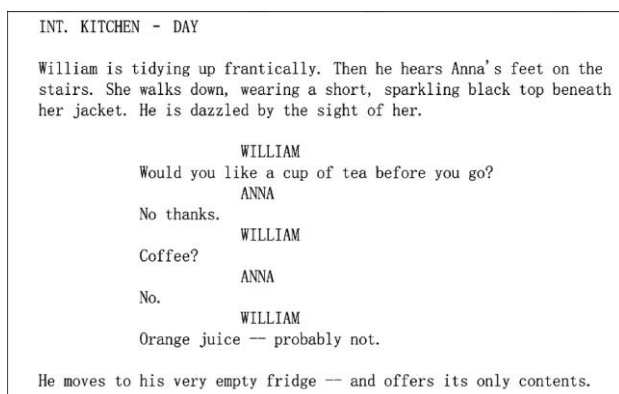 INT. KITCHEN - DAY
William is tidying up frantically. Then he hears Anna's feet on the
stairs. She walks down, wearing a short, sparkling black top beneath
her jacket. He is dazzled by the sight of her.
WILLIAM
Would you like a cup of tea before you go?
ANNA
No thanks.
WILLIAM
Coffee?
ANNA
No.
WILLIAM
Orange juice -- probably not.
He moves to his very empty fridge -- and offers its only contents.